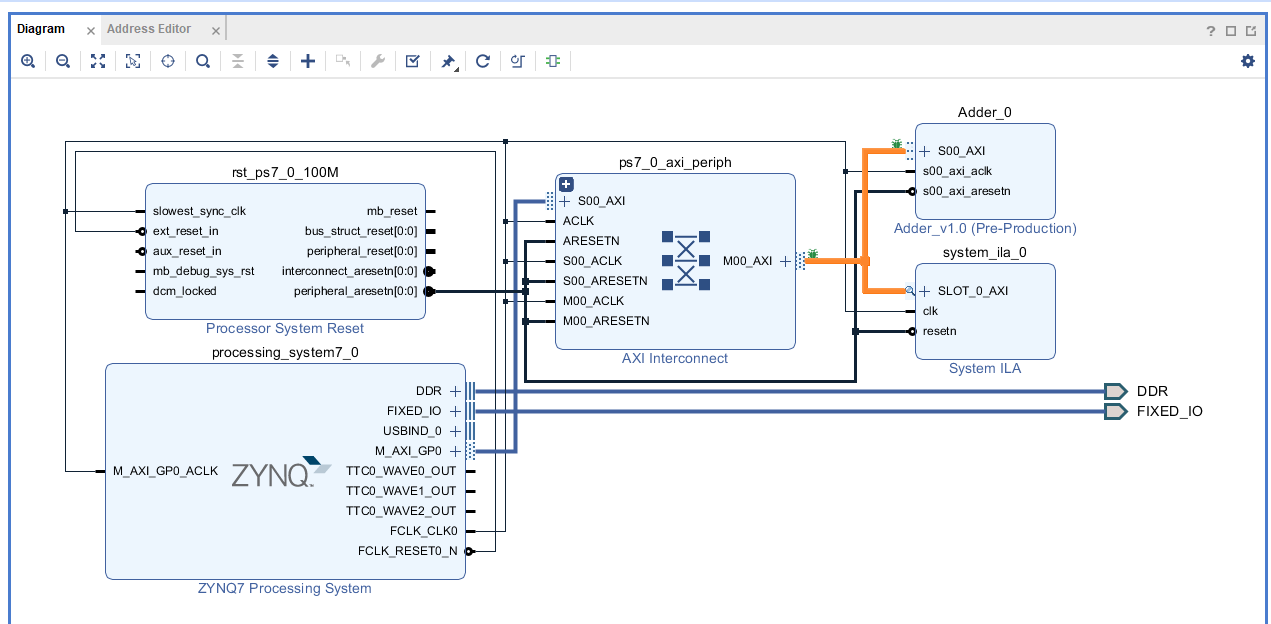 Diagram
Address Editor
?
Adder_0
S00_AXI
s00_axi_aclk
s00_axi_aresetn
Adder_v1.0 (Pre-Production)
rst_ps7_0_100M
slowest_sync_clk
ext_reset_in
aux_reset_in
mb_debug_sys_rst
dcm_locked
mb_reset
bus_struct_reset[0:0]
peripheral_reset[0:0]
interconnect_aresetn[0:0]
peripheral_aresetn[0:0]
Processor System Reset
ps7_0_axi_periph
S00_AXI
ACLK
ARESETN
S00_ACLK
S00_ARESETN
M00_ACLK
M00_ARESETN
M00_AXI
AXI Interconnect
system_ila_0
SLOT_0_AXI
clk
resetn
System ILA
processing_system7_0
M_AXI_GP0_ACLK
ZYNQ
DDR
FIXED_IO
USBIND_0
M_AXI_GP0
TTC0_WAVE0_OUT
TTC0_WAVE1_OUT
TTC0_WAVE2_OUT
FCLK_CLK0
FCLK_RESET0_N
ZYNQ7 Processing System
DDR
FIXED_IO